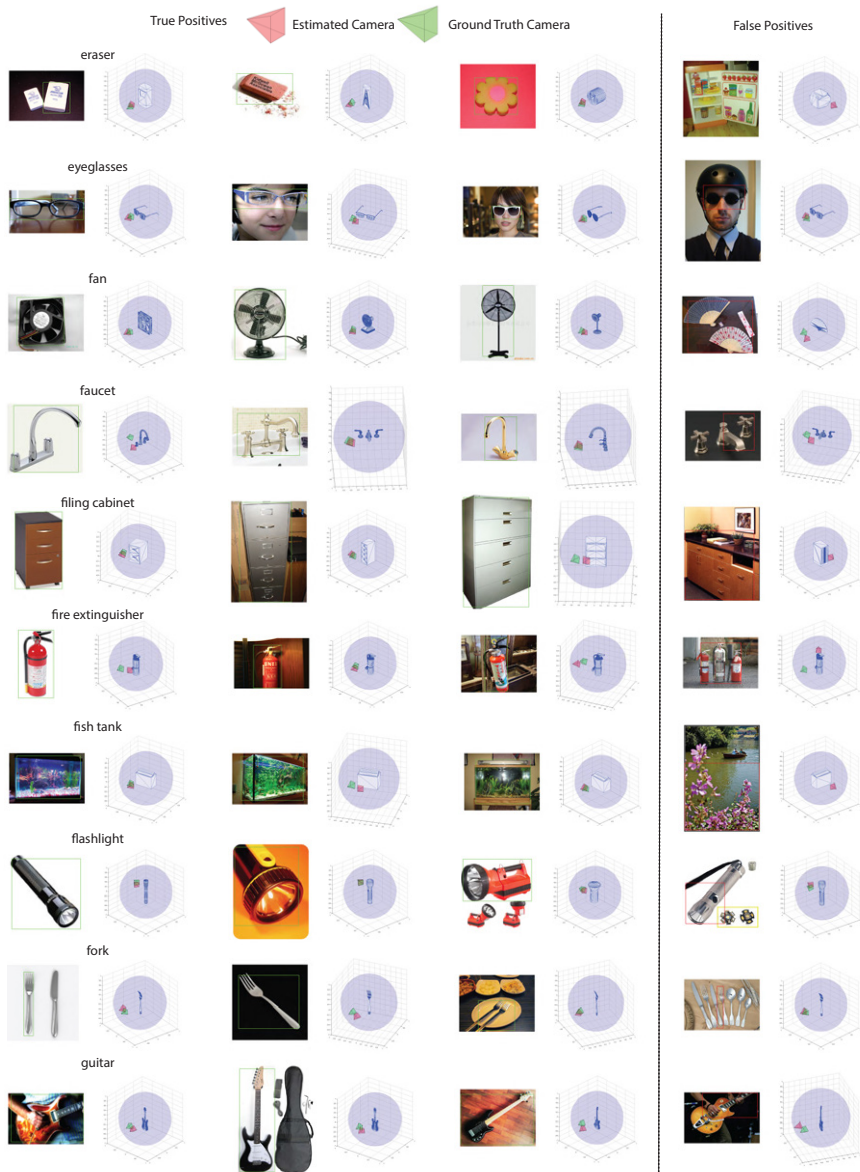 True Positives
Estimated Camera
Ground Truth Camera
False Positives
eraser
eyeglasses
fan
faucet
filing cabinet
fire extinguisher
fish tank
flashlight
fork
guitar